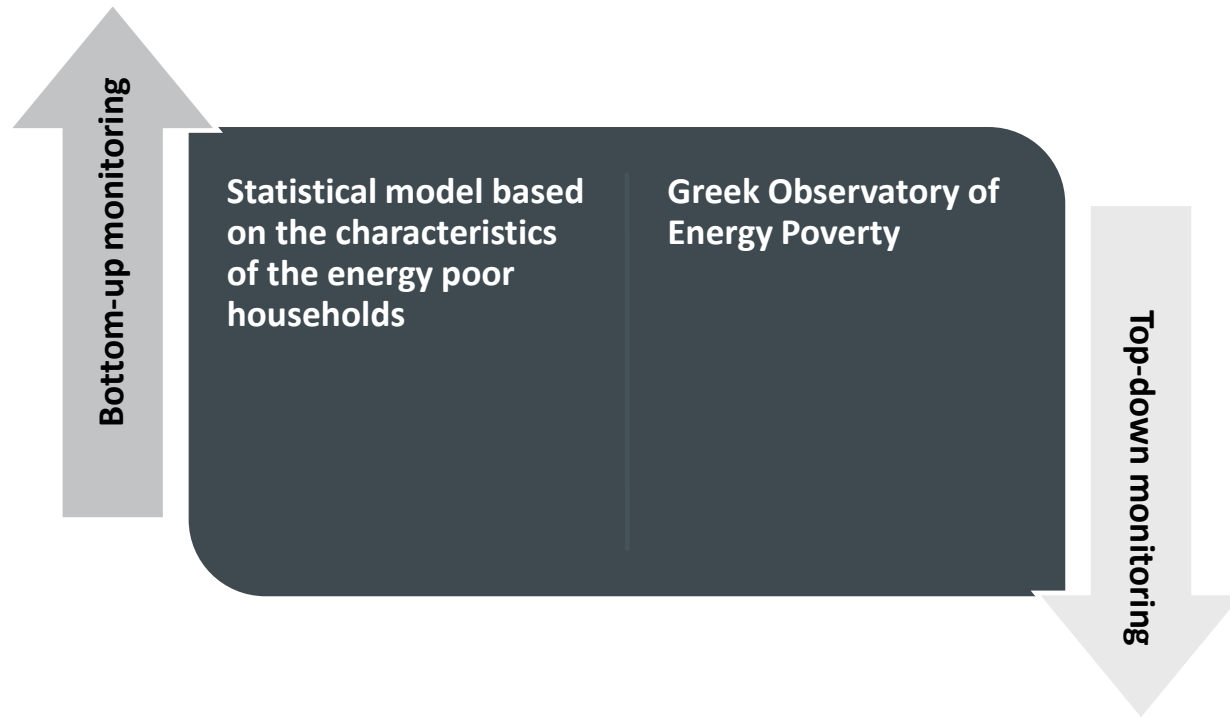 Bottom-up monitoring
Statistical model based
on the characteristics
of the energy poor
households
Greek Observatory of
Energy Poverty
Top-down monitoring